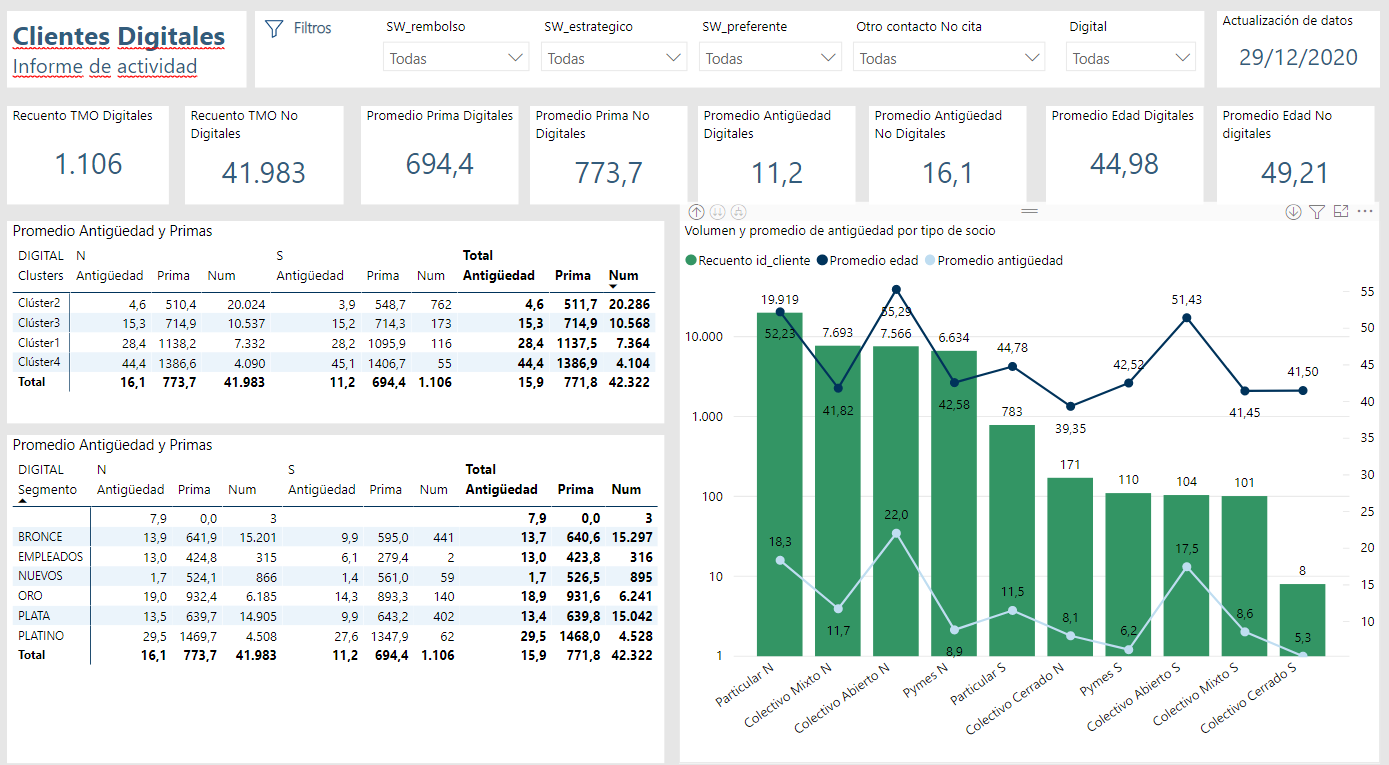 Clientes Digitales
Informe de actividad
Filtros
SW_rembolso
Todas
SW_estrategico
Todas
SW_preferente
Todas
Otro contacto No cita
Todas
Digital
Todas
Actualización de datos
29/12/2020
Recuento TMO Digitales
1.106
Recuento TMO No
Digitales
41.983
Promedio Prima Digitales
694,4
Promedio Prima No
Digitales
773,7
Promedio Antigüedad
Digitales
11,2
Promedio Antigüedad
No Digitales
16,1
Promedio Edad Digitales
44,98
Promedio Edad No
digitales
49,21
Promedio Antigüedad y Primas
DIGITAL N S Total
Clusters Antigüedad Prima Num Antigüedad Prima Num Antigüedad Prima Num
Clúster2 4,6 510,4 20.024 3,9 548,7 762 4,6 511,7 20.286
Clúster3 15,3 714,9 10.537 15,2 714,3 173 15,3 714,9 10.568
Clúster1 28,4 1138,2 7.332 28,2 1095,9 116 28,4 1137,5 7.364
Clúster4 44,4 1386,6 4.090 45,1 1406,7 55 44,4 1386,9 4.104
Total 16,1 773,7 41.983 11,2 694,4 1.106 15,9 771,8 42.322
Promedio Antigüedad y Primas
DIGITAL N S Total
Segmento Antigüedad Prima Num Antigüedad Prima Num Antigüedad Prima Num
7,9 0,0 3 7,9 0,0 3
BRONCE 13,9 641,9 15.201 9,9 595,0 441 13,7 640,6 15.297
EMPLEADOS 13,0 424,8 315 6,1 279,4 2 13,0 423,8 316
NUEVOS 1,7 524,1 866 1,4 561,0 59 1,7 526,5 895
ORO 19,0 932,4 6.185 14,3 893,3 140 18,9 931,6 6.241
PLATA 13,5 639,7 14.905 9,9 643,2 402 13,4 639,8 15.042
PLATINO 29,5 1469,7 4.508 27,6 1347,9 62 29,5 1468,0 4.528
Total 16,1 773,7 41.983 11,2 694,4 1.106 15,9 771,8 42.322
Volumen y promedio de antigüedad por tipo de socio
Recuento id_cliente Promedio edad Promedio antigüedad
10.000
1.000
100
10
1
55
50
45
40
35
30
25
20
15
10
19.919 7.693 7.566 6.634 783 171 110 104 101 8
52,23 41,82 55,29 42,58 44,78 39,35 42,52 51,43 41,45 41,50
18,3 11,7 22,0 8,9 11,5 8,1 6,2 17,5 8,6 5,3
Particular N
Colectivo Mixto N
Colectivo Abierto N
Pymes N
Particular S
Colectivo Cerrado N
Pymes S
Colectivo Abierto S
Colectivo Mixto S
Colectivo Cerrado S